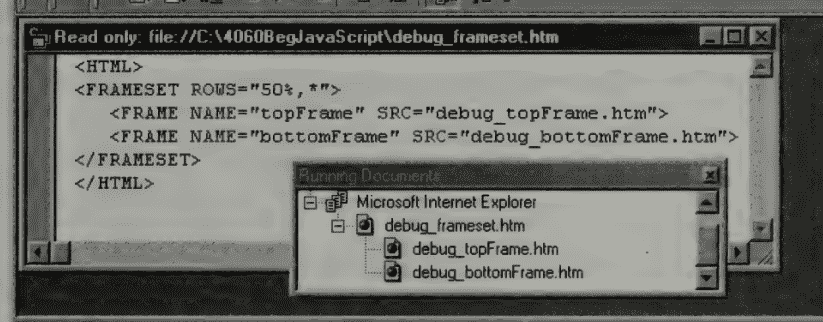 Read only: file://C:\4060BegJavaScript\debug_frameset.htm
<HTML>
<FRAMESET ROWS="50%,*">
<FRAME NAME="topFrame" SRC="debug_topFrame.htm">
<FRAME NAME="bottomFrame" SRC="debug_bottomFrame.htm">
</FRAMESET>
</HTML>
Running Documents
Microsoft Internet Explorer
debug_frameset.htm
debug_topFrame.htm
debug_bottomFrame.htm